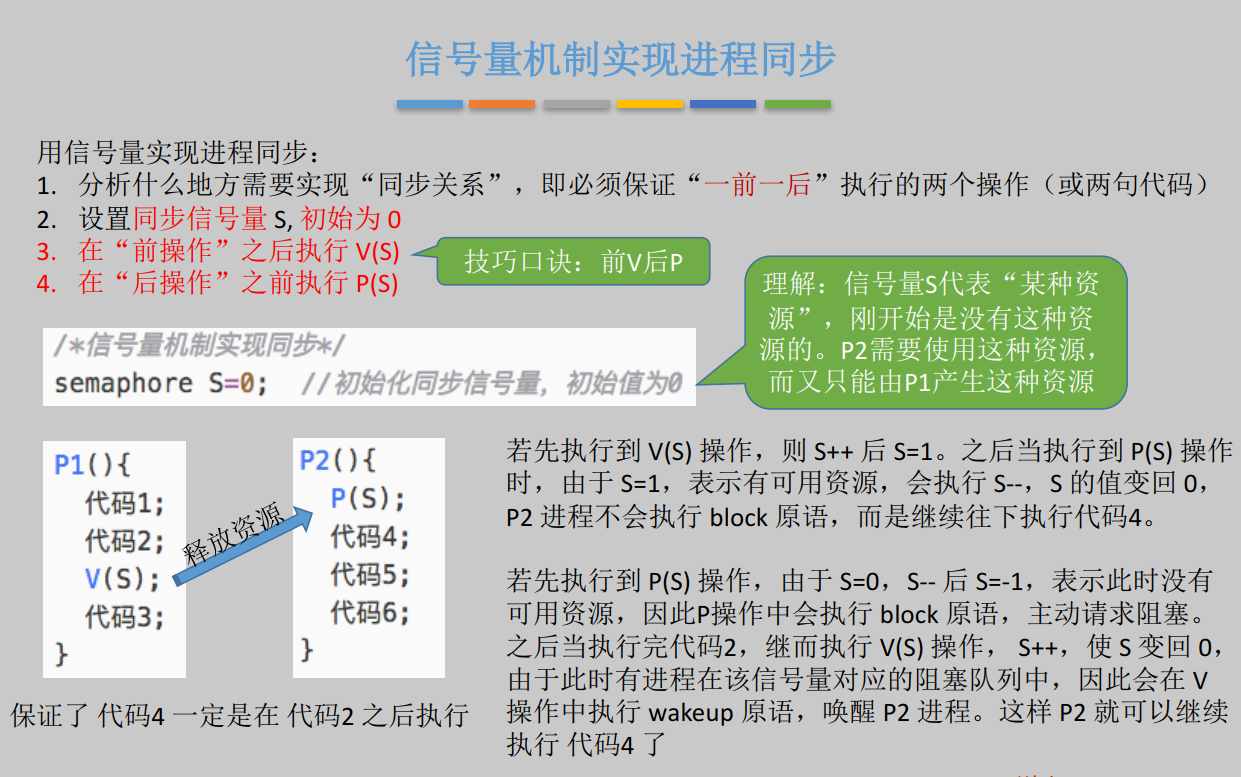 信号量机制实现进程同步
用信号量实现进程同步：
1. 分析什么地方需要实现“同步关系”，即必须保证“一前一后”执行的两个操作（或两句代码）
2. 设置同步信号量 S, 初始为 0
3. 在“前操作”之后执行 V(S)
4. 在“后操作”之前执行 P(S)
技巧口诀：前V后P
理解：信号量S代表“某种资
源”，刚开始是没有这种资
源的。P2需要使用这种资源，
而又只能由P1产生这种资源
/*信号量机制实现同步*/
semaphore S=0; //初始化同步信号量，初始值为0
P1(){
代码1;
代码2;
V(S);
代码3;
}
释放资源
P2(){
P(S);
代码4;
代码5;
代码6;
}
保证了 代码4 一定是在 代码2 之后执行
若先执行到 V(S) 操作，则 S++ 后 S=1。之后当执行到 P(S) 操作
时，由于 S=1，表示有可用资源，会执行 S--，S 的值变回 0，
P2 进程不会执行 block 原语，而是继续往下执行代码4。
若先执行到 P(S) 操作，由于 S=0，S-- 后 S=-1，表示此时没有
可用资源，因此P操作中会执行 block 原语，主动请求阻塞。
之后当执行完代码2，继而执行 V(S) 操作， S++，使 S 变回 0，
由于此时有进程在该信号量对应的阻塞队列中，因此会在 V
操作中执行 wakeup 原语，唤醒 P2 进程。这样 P2 就可以继续
执行 代码4 了